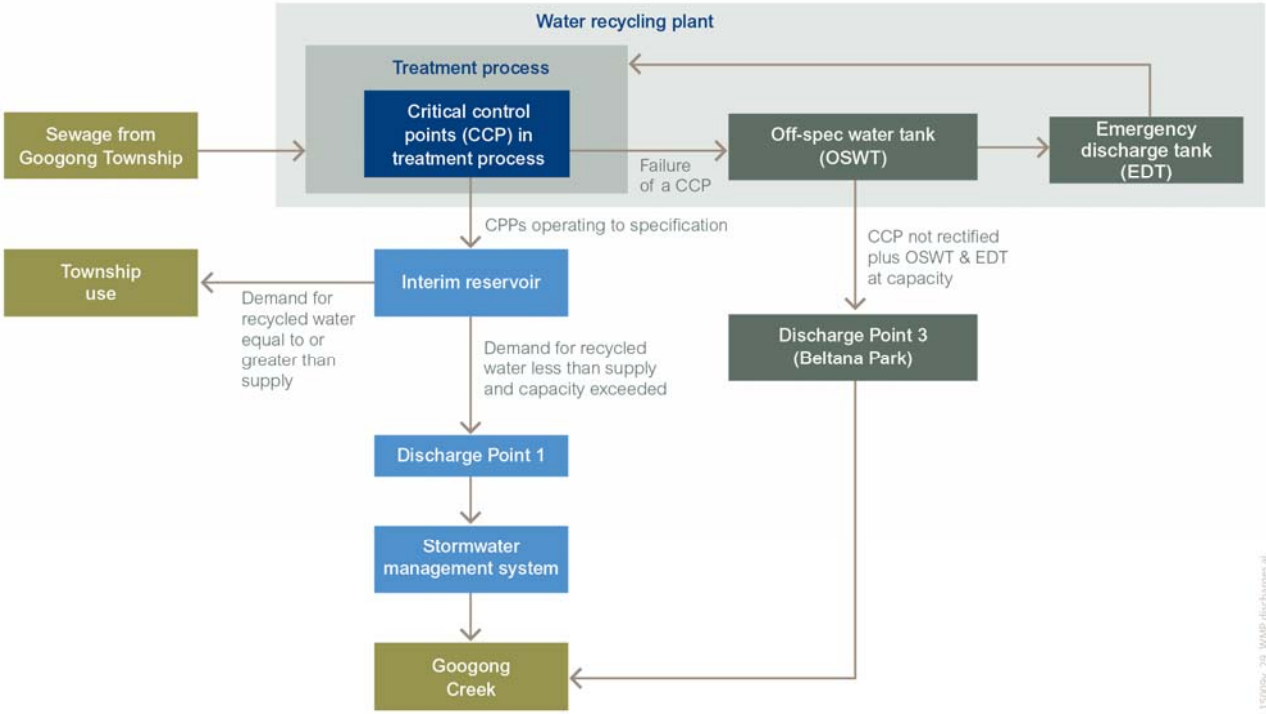 Water recycling plant
Treatment process
Critical control
points (CCP) in
treatment process
Sewage from
Googong Township
Failure
of a CCP
Off-spec water tank
(OSWT)
Emergency
discharge tank
(EDT)
CPPs operating to specification
CCP not rectified
plus OSWT & EDT
at capacity
Township
use
Interim reservoir
Demand for
recycled water
equal to or
greater than
supply
Demand for recycled
water less than supply
and capacity exceeded
Discharge Point 3
(Beltana Park)
Discharge Point 1
Stormwater
management system
Googong
Creek